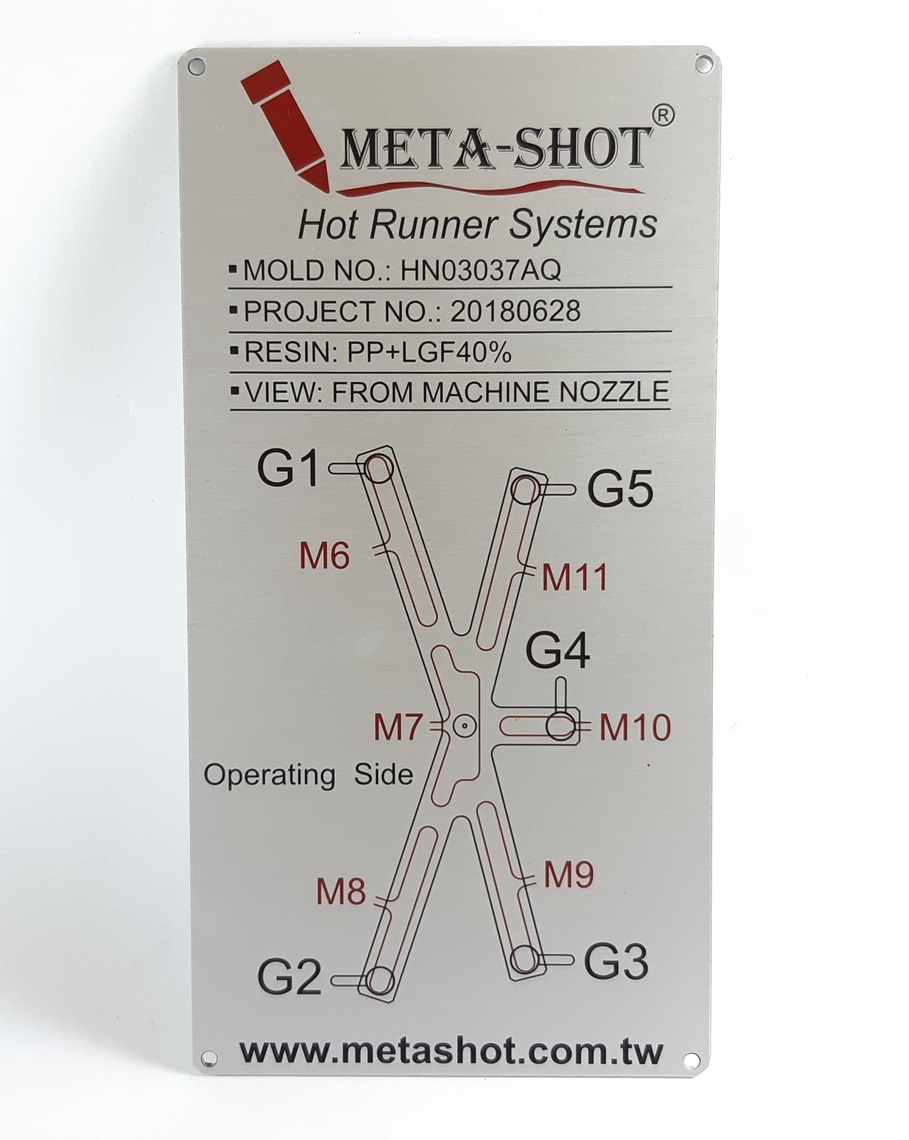 META-SHOT®
Hot Runner Systems
▪MOLD NO.: HN03037AQ
▪PROJECT NO.: 20180628
▪RESIN: PP+LGF40%
▪VIEW: FROM MACHINE NOZZLE
G1
G5
M6
M11
G4
M7
M10
Operating Side
M8
M9
G2
G3
www.metashot.com.tw